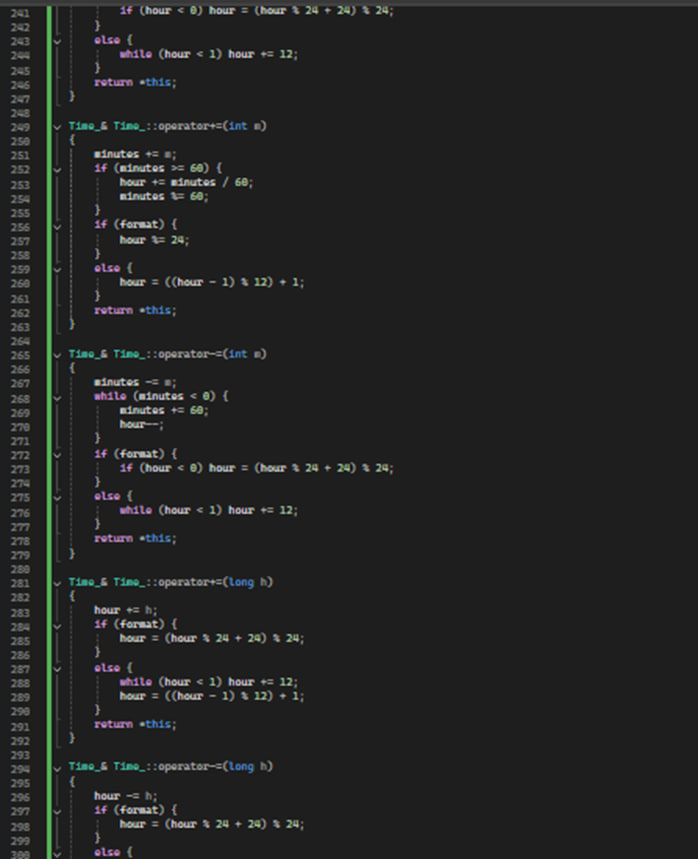 241 if (hour < 0) hour = (hour % 24 + 24) % 24;
242 }
243 else {
244 while (hour < 1) hour += 12;
245 }
246 return *this;
247 }
248
249 Time_& Time_::operator+=(int m)
250 {
251 minutes += m;
252 if (minutes >= 60) {
253 hour += minutes / 60;
254 minutes %= 60;
255 }
256 if (format) {
257 hour %= 24;
258 }
259 else {
260 hour = ((hour - 1) % 12) + 1;
261 }
262 return *this;
263 }
264
265 Time_& Time_::operator-=(int m)
266 {
267 minutes -= m;
268 while (minutes < 0) {
269 minutes += 60;
270 hour--;
271 }
272 if (format) {
273 if (hour < 0) hour = (hour % 24 + 24) % 24;
274 }
275 else {
276 while (hour < 1) hour += 12;
277 }
278 return *this;
279 }
280
281 Time_& Time_::operator+=(long h)
282 {
283 hour += h;
284 if (format) {
285 hour = (hour % 24 + 24) % 24;
286 }
287 else {
288 while (hour < 1) hour += 12;
289 hour = ((hour - 1) % 12) + 1;
290 }
291 return *this;
292 }
293
294 Time_& Time_::operator-=(long h)
295 {
296 hour -= h;
297 if (format) {
298 hour = (hour % 24 + 24) % 24;
299 }
300 else {